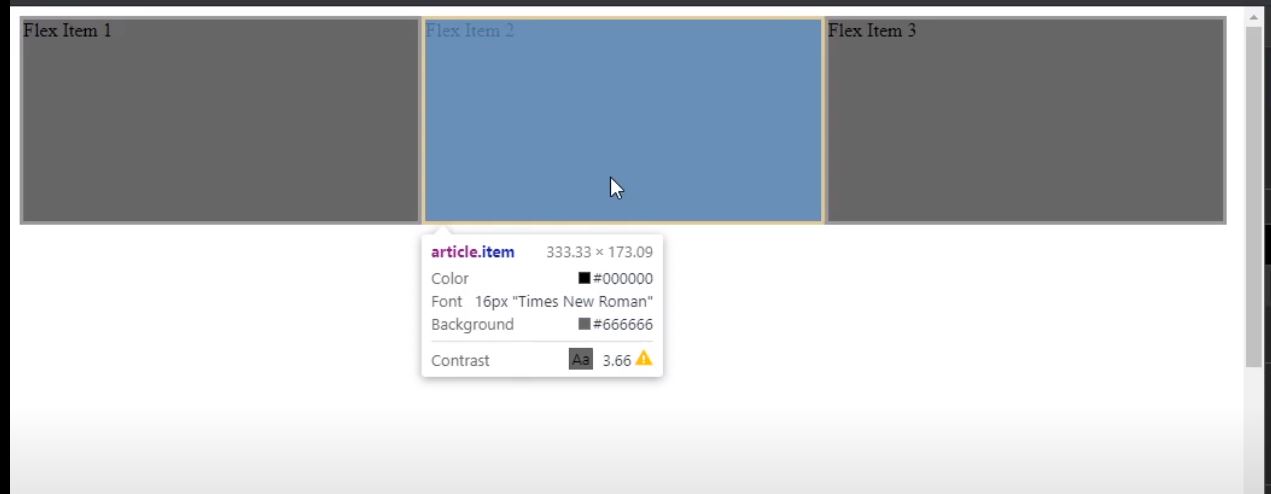 Flex Item 1
Flex Item 2
Flex Item 3
article.item 333.33 × 173.09
Color #000000
Font 16px "Times New Roman"
Background #666666
Contrast Aa 3.66